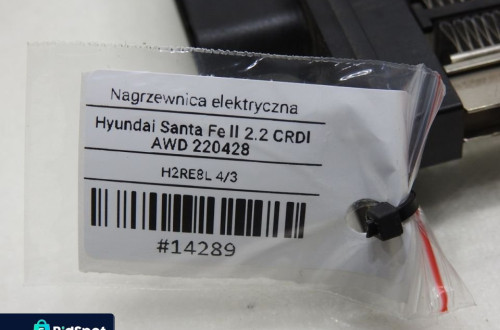 Nagrzewnica elektryczna
Hyundai Santa Fe II 2.2 CRDI
AWD 220428
H2RE8L 4/3
#14289